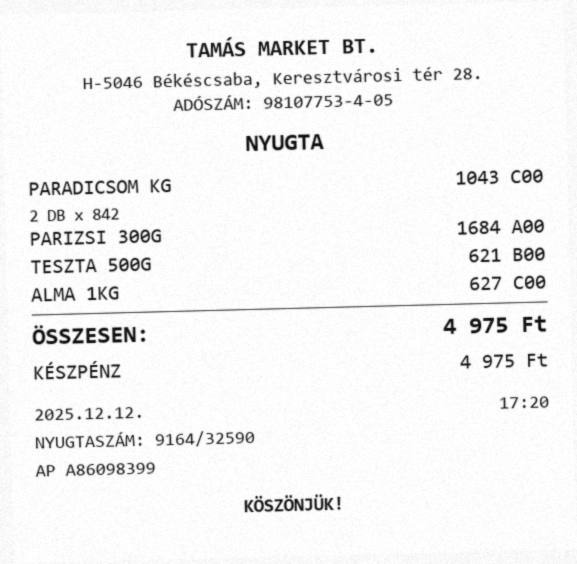 TAMÁS MARKET BT.
H-5046 Békéscsaba, Keresztvárosi tér 28.
ADÓSZÁM: 98107753-4-05
NYUGTA
PARADICSOM KG 1043 C00
2 DB x 842
PARIZSI 300G 1684 A00
TESZTA 500G 621 B00
ALMA 1KG 627 C00
ÖSSZESEN: 4 975 Ft
KÉSZPÉNZ 4 975 Ft
2025.12.12. 17:20
NYUGTASZÁM: 9164/32590
AP A86098399
KÖSZÖNJÜK!